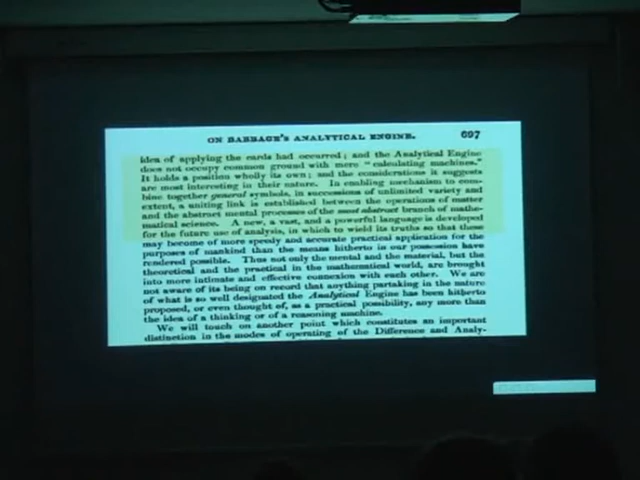 ON BABBAGE'S ANALYTICAL ENGINE. 697
idea of applying the cards had occurred; and the Analytical Engine
does not occupy common ground with mere "calculating machines."
It holds a position wholly its own; and the considerations it suggests
are most interesting in their nature. In enabling mechanism to com-
bine together general symbols, in successions of unlimited variety and
extent, a uniting link is established between the operations of matter
and the abstract mental processes of the most abstract branch of mathe-
matical science. A new, a vast, and a powerful language is developed
for the future use of analysis, in which to wield its truths so that these
may become of more speedy and accurate practical application for the
purposes of mankind than the means hitherto in our possession have
rendered possible. Thus not only the mental and the material, but the
theoretical and the practical in the mathematical world, are brought
into more intimate and effective connexion with each other. We are
not aware of its being on record that anything partaking in the nature
of what is so well designated the Analytical Engine has been hitherto
proposed, or even thought of, as a practical possibility, any more than
the idea of a thinking or of a reasoning machine.
We will touch on another point which constitutes an important
distinction in the modes of operating of the Difference and Analy-